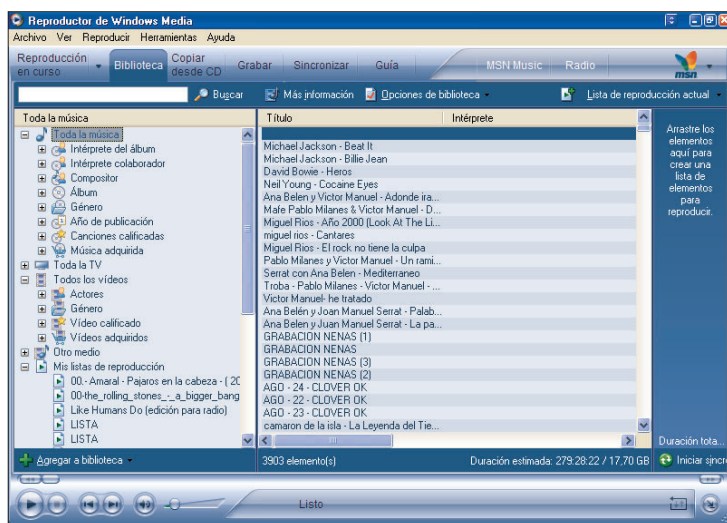 Reproductor de Windows Media
Archivo Ver Reproducir Herramientas Ayuda
Reproducción en curso
Biblioteca
Copiar desde CD
Grabar
Sincronizar
Guía
MSN Music
Radio
msn
Buscar
Más información
Opciones de biblioteca
Lista de reproducción actual
Toda la música
Toda la música
Intérprete del álbum
Intérprete colaborador
Compositor
Álbum
Género
Año de publicación
Canciones calificadas
Música adquirida
Toda la TV
Todos los vídeos
Actores
Género
Vídeo calificado
Vídeos adquiridos
Otro medio
Mis listas de reproducción
00.- Amaral - Pajaros en la cabeza - ( 20
00-the_rolling_stones_-_a_bigger_bang
Like Humans Do (edición para radio)
LISTA
LISTA
Título Intérprete
Michael Jackson - Beat It
Michael Jackson - Billie Jean
David Bowie - Heros
Neil Young - Cocaine Eyes
Ana Belen y Victor Manuel - Adonde ira...
Mafe Pablo Milanes & Victor Manuel - D...
Miguel Rios - Año 2000 (Look At The Li...
miguel rios - Cantares
Miguel Rios - El rock no tiene la culpa
Pablo Milanes y Victor Manuel - Un rami...
Serrat con Ana Belen - Mediterraneo
Troba - Pablo Milanes - Victor Manuel - ...
Victor Manuel- he tratado
Ana Belén y Joan Manuel Serrat - Palab...
Ana Belen y Juan Manuel Serrat - La pa...
GRABACION NENAS (1)
GRABACION NENAS
GRABACION NENAS (3)
GRABACION NENAS (2)
AGO - 24 - CLOVER OK
AGO - 22 - CLOVER OK
AGO - 23 - CLOVER OK
camaron de la isla - La Leyenda del Tie...
Arrastre los
elementos
aquí para
crear una
lista de
elementos
para
reproducir.
Agregar a biblioteca
3903 elemento(s)
Duración estimada: 279:28:22 / 17,70 GB
Duración tota...
Iniciar sincr
Listo